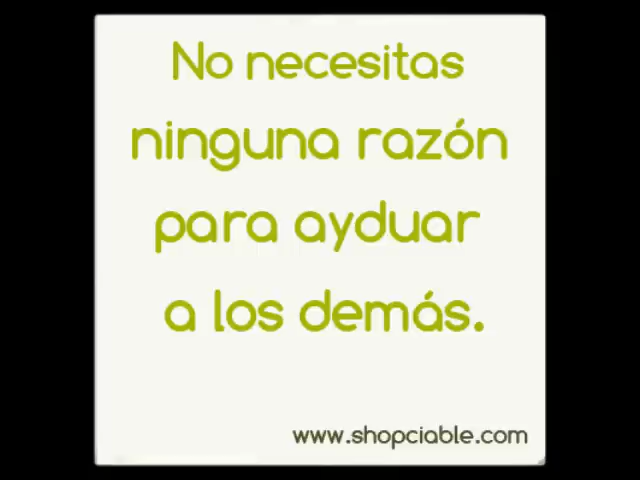 No necesitas
ninguna razón
para ayduar
a los demás.
www.shopciable.com